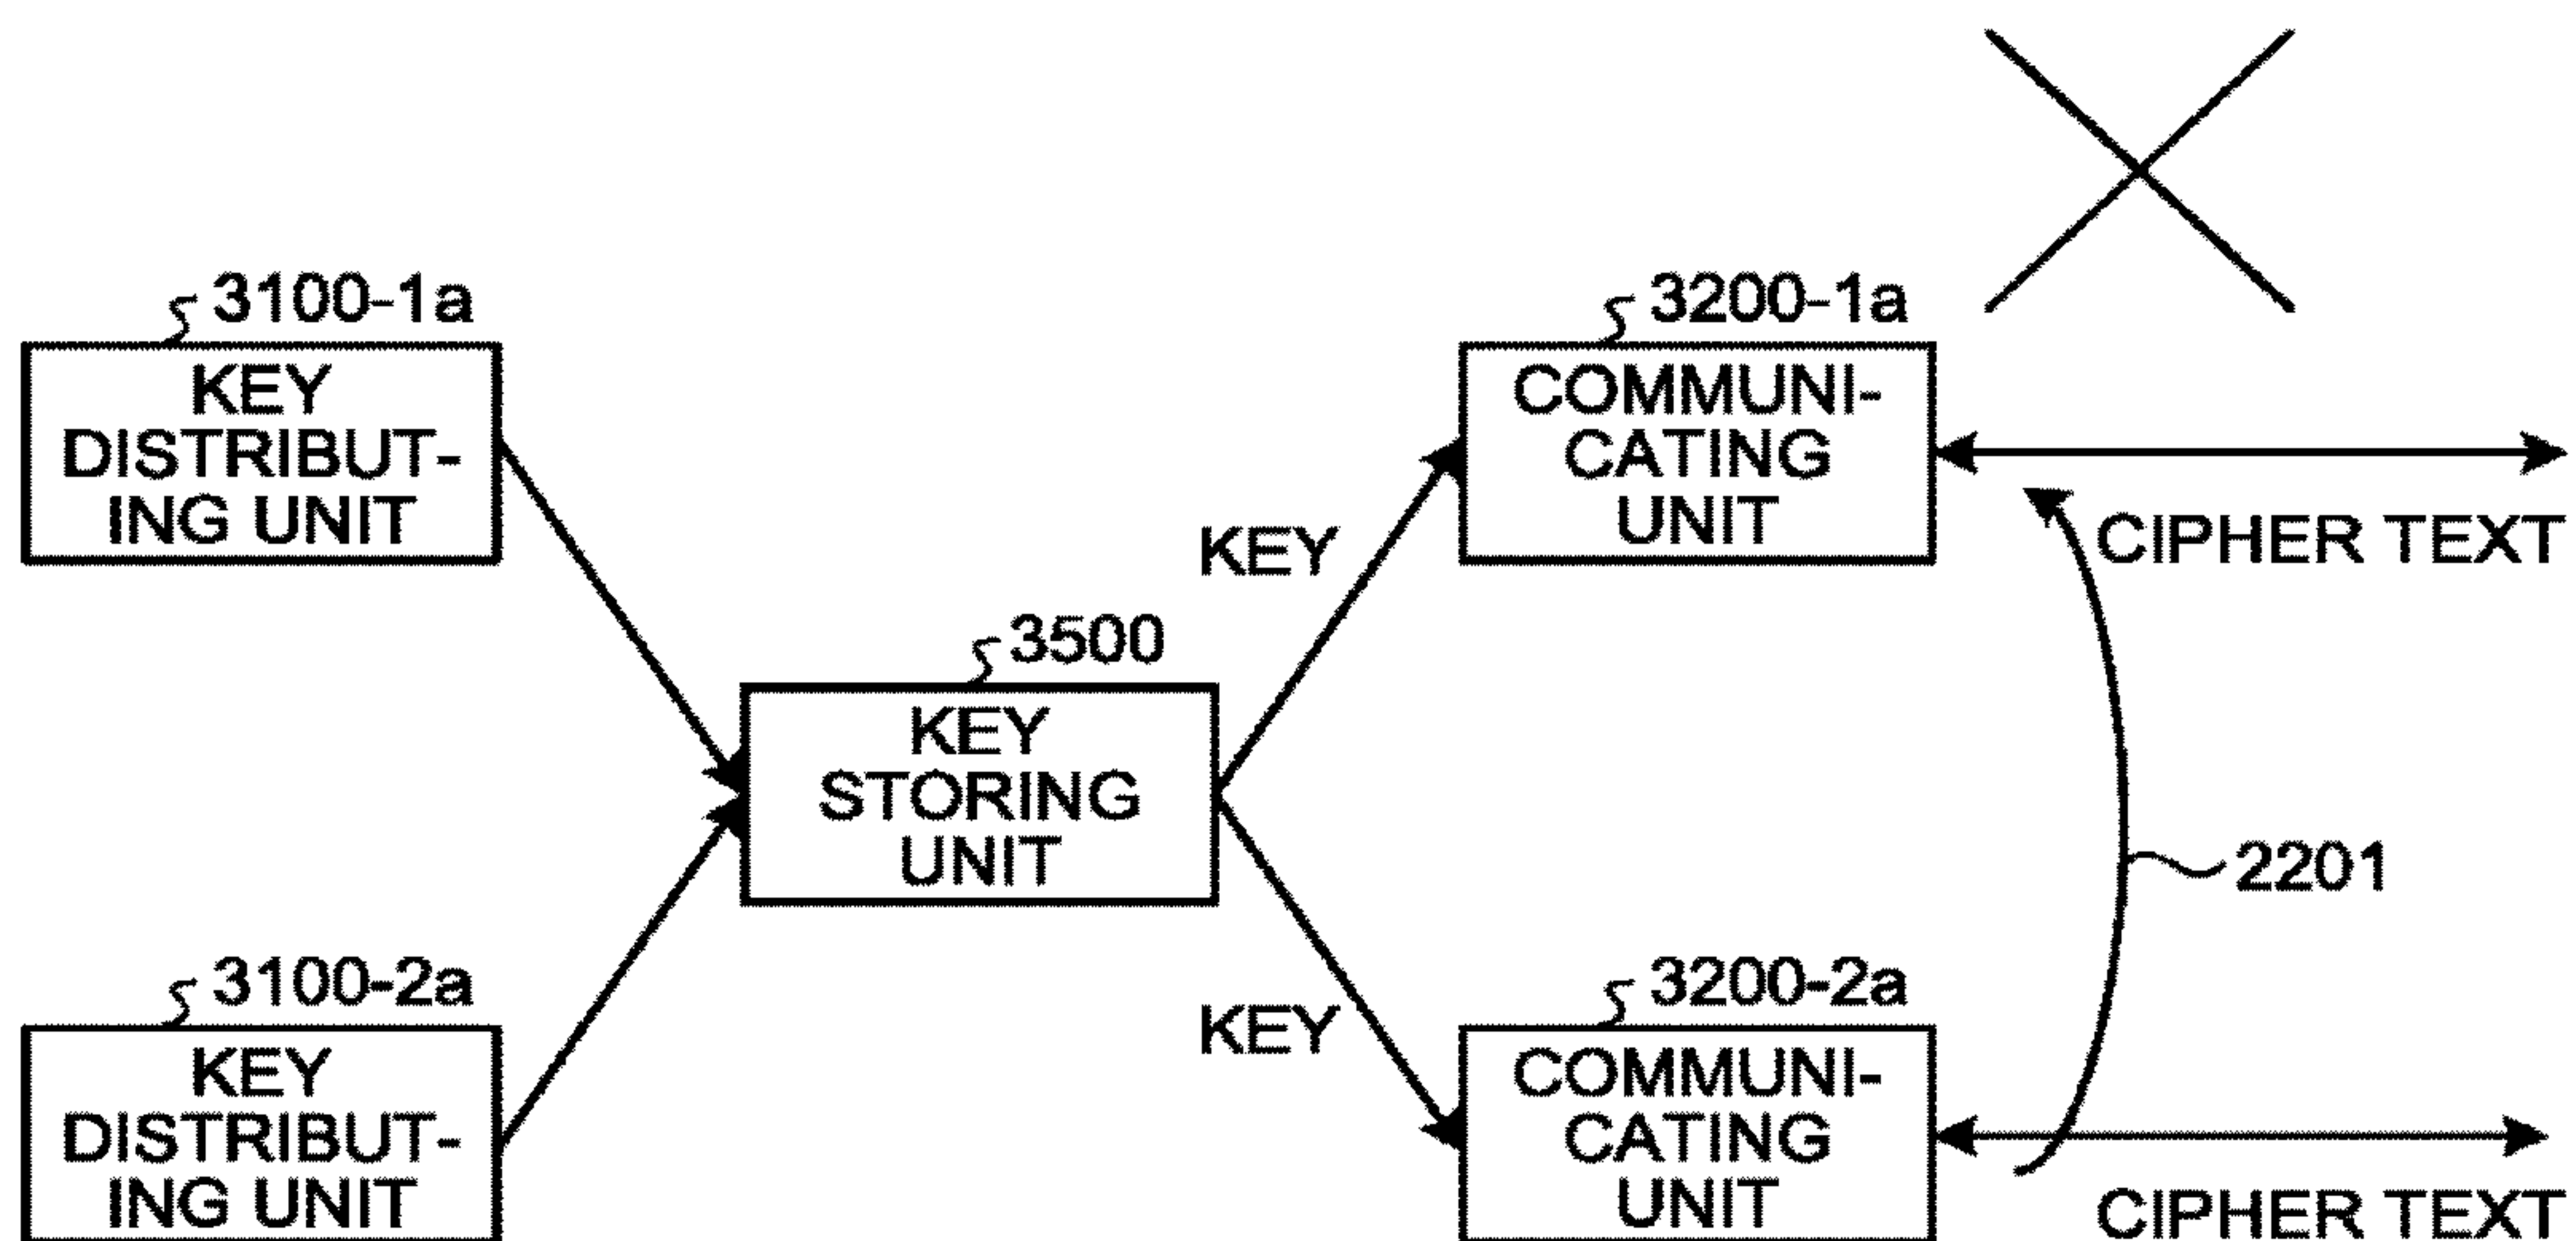 3100-1a
KEY
DISTRIBUT-
ING UNIT
3200-1a
COMMUNI-
CATING
UNIT
KEY
CIPHER TEXT
3500
KEY
STORING
UNIT
2201
3100-2a
KEY
DISTRIBUT-
ING UNIT
KEY
3200-2a
COMMUNI-
CATING
UNIT
CIPHER TEXT